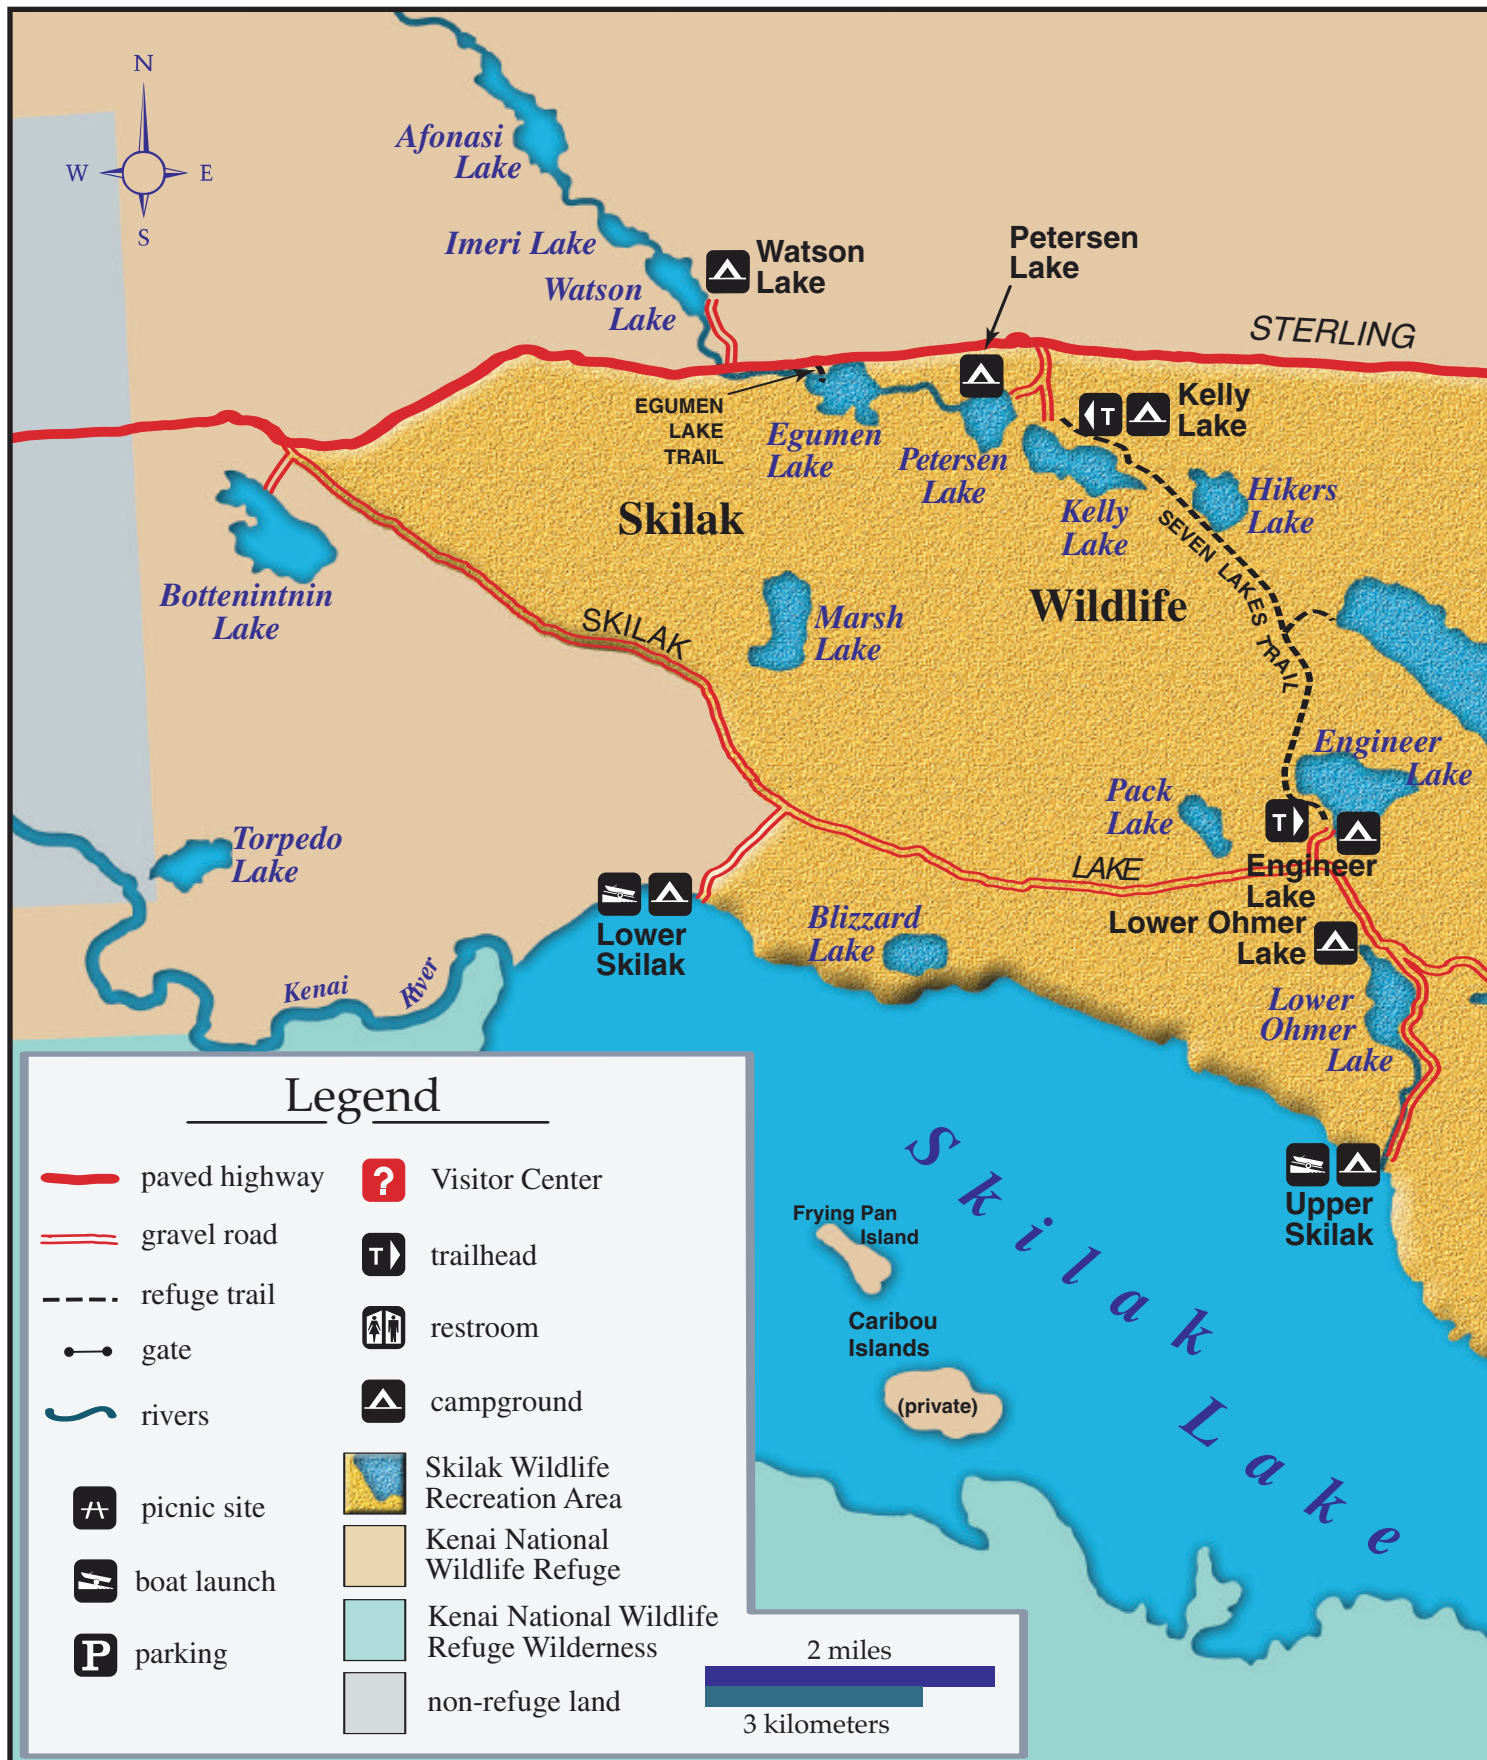 N
W
E
S
Afonasi
Lake
Imeri Lake
Watson
Lake
Watson
Lake
Petersen
Lake
STERLING
EGUMEN
LAKE
TRAIL
Egumen
Lake
Petersen
Lake
T
Kelly
Lake
Kelly
Lake
Hikers
Lake
SEVEN LAKES TRAIL
Skilak
Wildlife
Bottenintnin
Lake
SKILAK
Marsh
Lake
Engineer
Lake
Pack
Lake
T
Engineer
Lake
LAKE
Torpedo
Lake
Lower
Skilak
Blizzard
Lake
Lower Ohmer
Lake
Lower
Ohmer
Lake
Kenai
River
Upper
Skilak
Skilak
Lake
Frying Pan
Island
Caribou
Islands
(private)
Legend
paved highway
gravel road
refuge trail
gate
rivers
picnic site
boat launch
P
parking
?
Visitor Center
T
trailhead
restroom
campground
Skilak Wildlife
Recreation Area
Kenai National
Wildlife Refuge
Kenai National Wildlife
Refuge Wilderness
non-refuge land
2 miles
3 kilometers